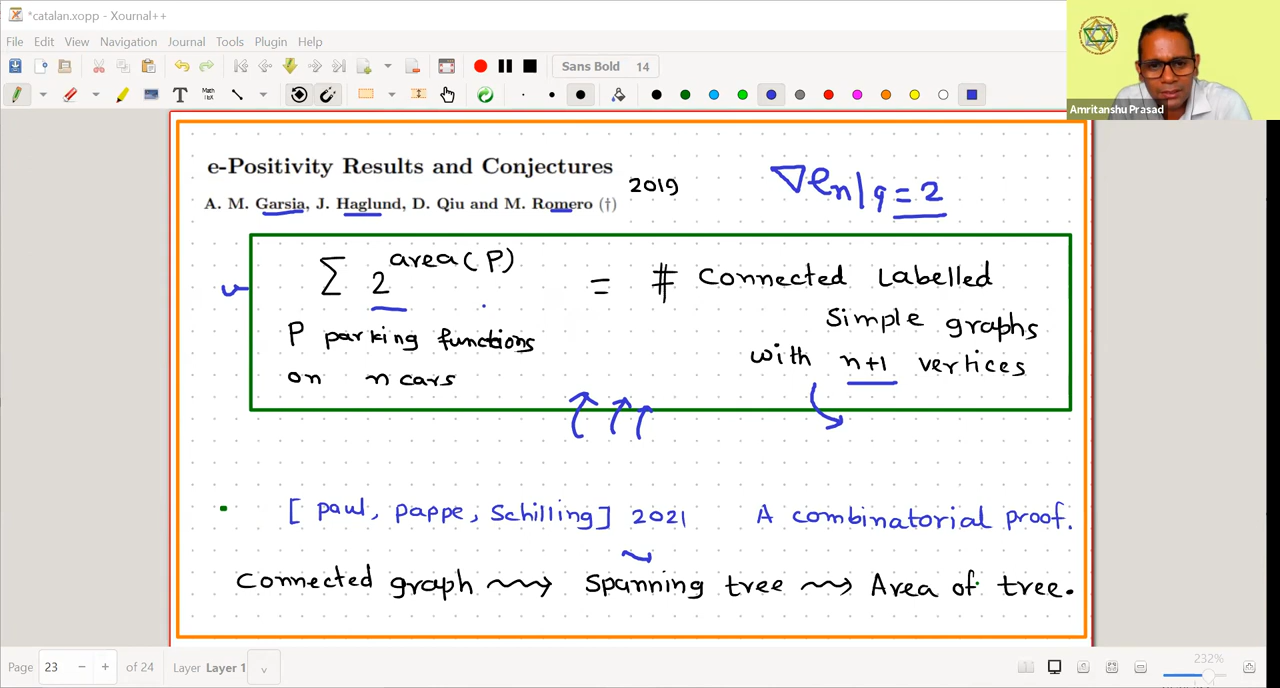 *catalan.xopp - Xournal++
File Edit View Navigation Journal Tools Plugin Help
Sans Bold 14
Amritanshu Prasad
e-Positivity Results and Conjectures
2019
∇en|q=2
A. M. Garsia, J. Haglund, D. Qiu and M. Romero (†)
∑ 2^area(P) = # Connected Labelled
Simple graphs
P parking functions
with n+1 vertices
on n cars
[Paul, Pappe, Schilling] 2021 A combinatorial proof.
Connected graph ⟿ Spanning tree ⟿ Area of tree.
Page 23 − + of 24 Layer Layer 1
232%